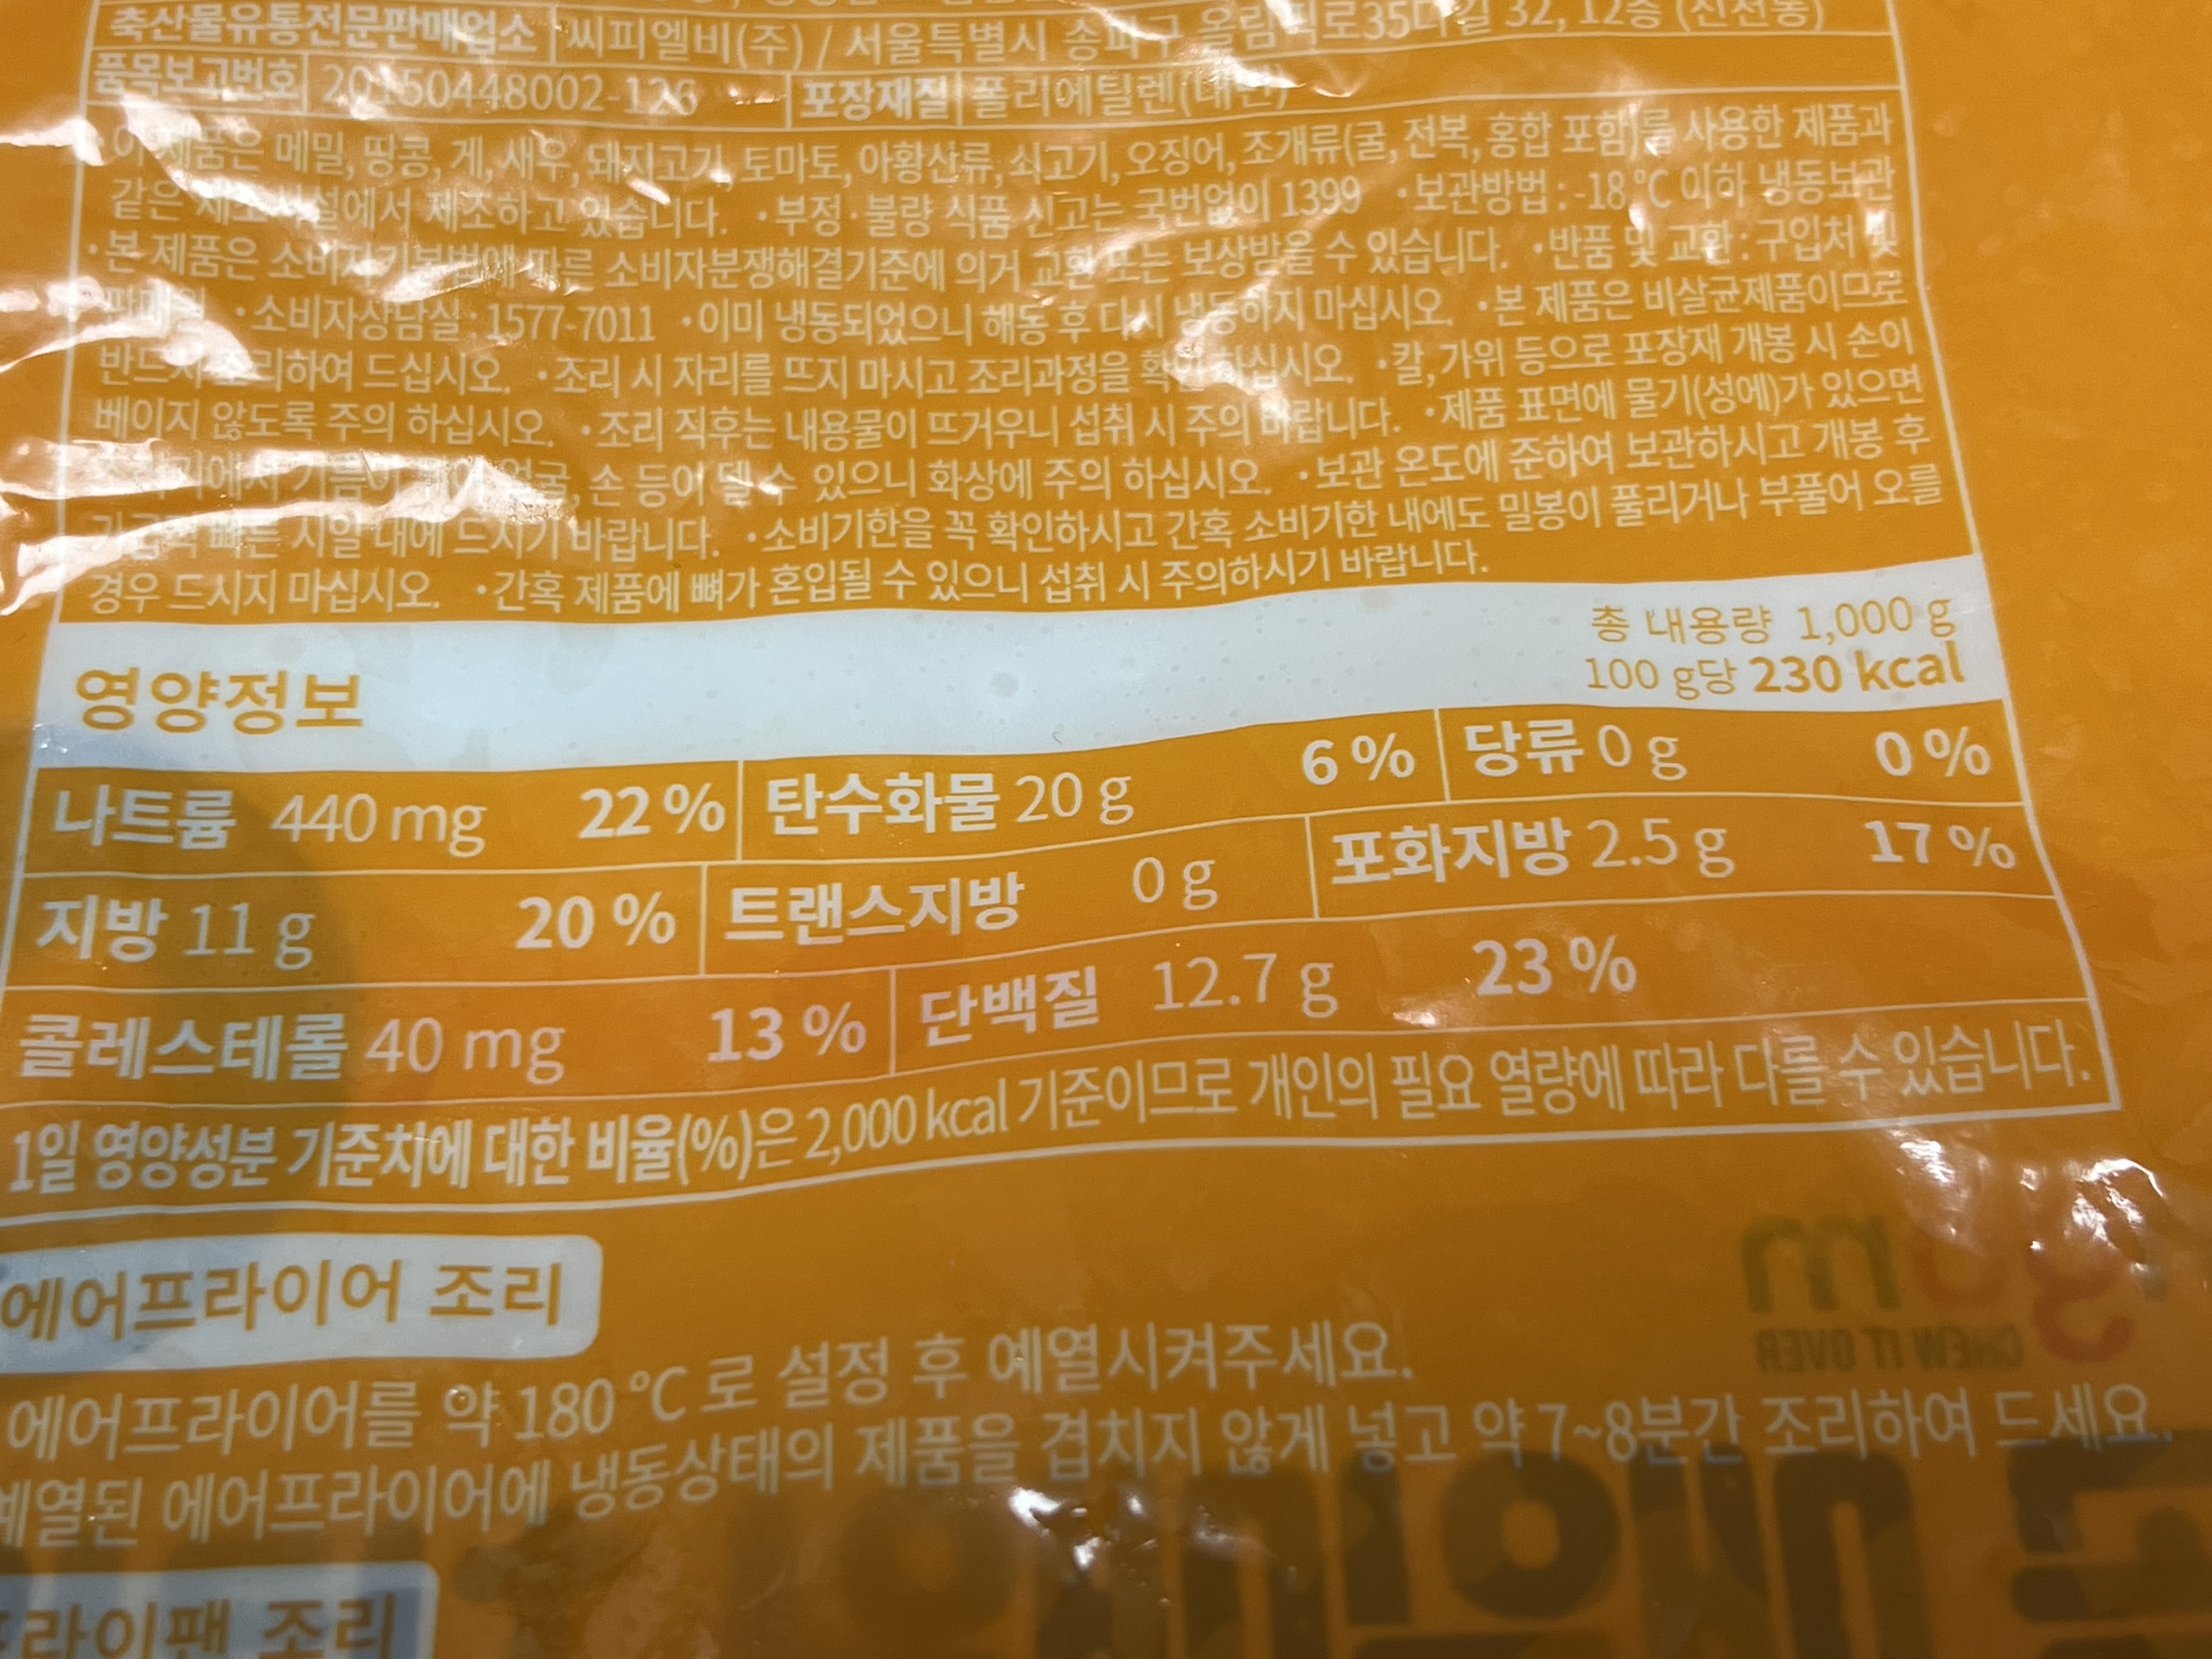 축산물유통전문판매업소 씨피엘비(주) / 서울특별시 송파구 올림픽로35다길 32, 12층 (신천동)
품목보고번호 20150448002-126 포장재질 폴리에틸렌(내면)
이 제품은 메밀, 땅콩, 게, 새우, 돼지고기, 토마토, 아황산류, 쇠고기, 오징어, 조개류(굴, 전복, 홍합 포함)를 사용한 제품과
같은 제조시설에서 제조하고 있습니다. ·부정·불량 식품 신고는 국번없이 1399 ·보관방법 : -18 ℃ 이하 냉동보관
·본 제품은 소비자기본법에 따른 소비자분쟁해결기준에 의거 교환 또는 보상받을 수 있습니다. ·반품 및 교환 : 구입처 및
판매원 ·소비자상담실 : 1577-7011 ·이미 냉동되었으니 해동 후 다시 냉동하지 마십시오. ·본 제품은 비살균제품이므로
반드시 조리하여 드십시오. ·조리 시 자리를 뜨지 마시고 조리과정을 확인 하십시오. ·칼, 가위 등으로 포장재 개봉 시 손이
베이지 않도록 주의 하십시오. ·조리 직후는 내용물이 뜨거우니 섭취 시 주의 바랍니다. ·제품 표면에 물기(성에)가 있으면
기름이 얼굴, 손 등이 델 수 있으니 화상에 주의 하십시오. ·보관 온도에 준하여 보관하시고 개봉 후
가급적 빠른 시일 내에 드시기 바랍니다. ·소비기한을 꼭 확인하시고 간혹 소비기한 내에도 밀봉이 풀리거나 부풀어 오를
경우 드시지 마십시오. ·간혹 제품에 뼈가 혼입될 수 있으니 섭취 시 주의하시기 바랍니다.
영양정보 총 내용량 1,000 g
100 g당 230 kcal
나트륨 440 mg 22 % 탄수화물 20 g 6 % 당류 0 g 0 %
지방 11 g 20 % 트랜스지방 0 g 포화지방 2.5 g 17 %
콜레스테롤 40 mg 13 % 단백질 12.7 g 23 %
1일 영양성분 기준치에 대한 비율(%)은 2,000 kcal 기준이므로 개인의 필요 열량에 따라 다를 수 있습니다.
에어프라이어 조리
에어프라이어를 약 180 ℃ 로 설정 후 예열시켜주세요.
예열된 에어프라이어에 냉동상태의 제품을 겹치지 않게 넣고 약 7~8분간 조리하여 드세요.
프라이팬 조리
CHEW IT OVER